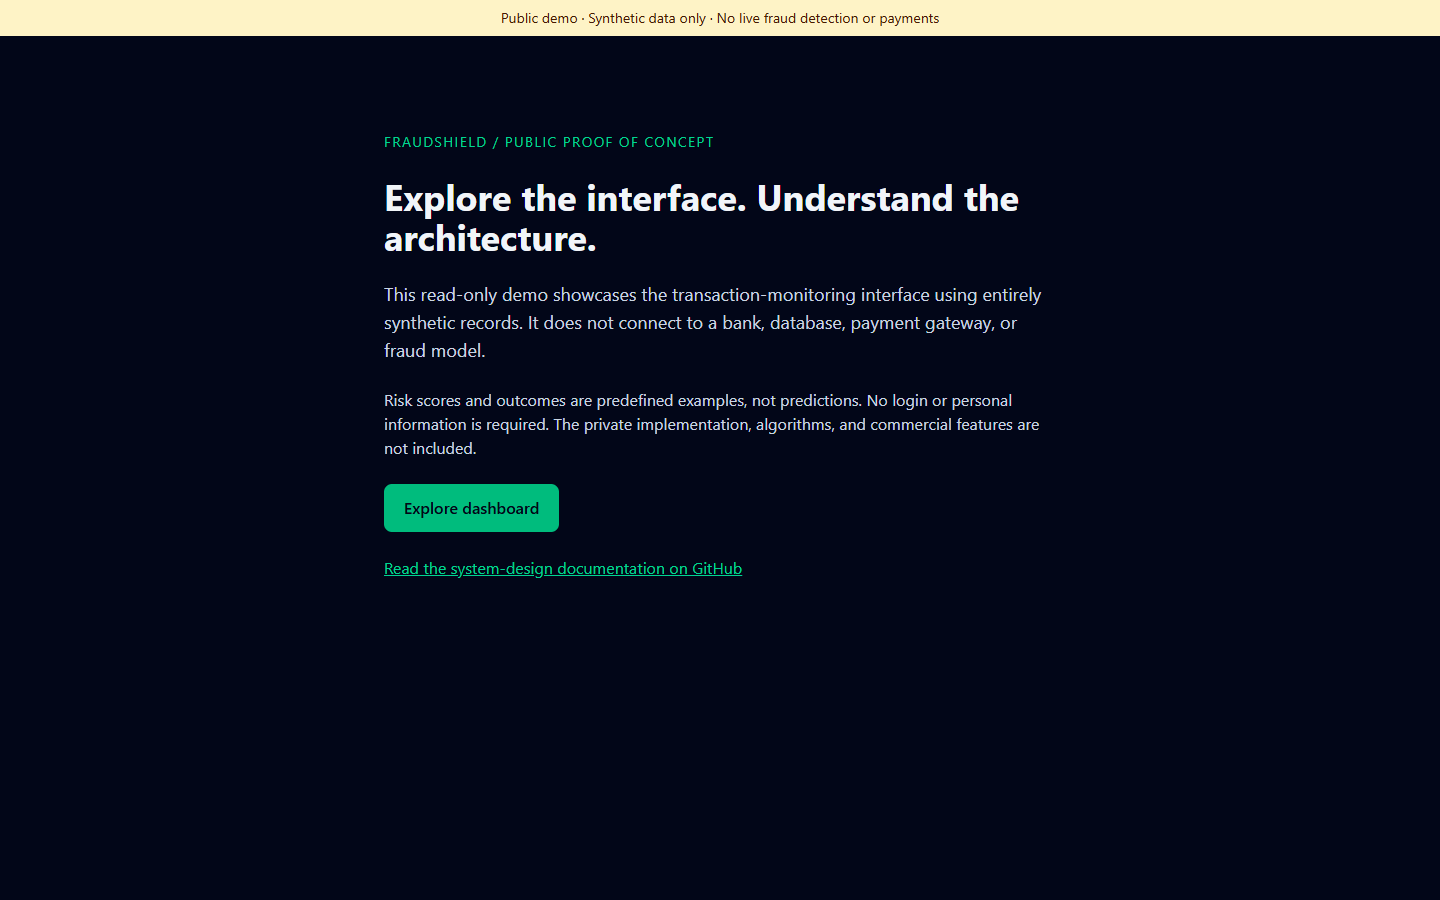 Public demo · Synthetic data only · No live fraud detection or payments
FRAUDSHIELD / PUBLIC PROOF OF CONCEPT
Explore the interface. Understand the
architecture.
This read-only demo showcases the transaction-monitoring interface using entirely
synthetic records. It does not connect to a bank, database, payment gateway, or
fraud model.
Risk scores and outcomes are predefined examples, not predictions. No login or personal
information is required. The private implementation, algorithms, and commercial features are
not included.
Explore dashboard
Read the system-design documentation on GitHub